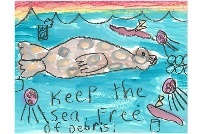 Keep the
sea free
of Debris!